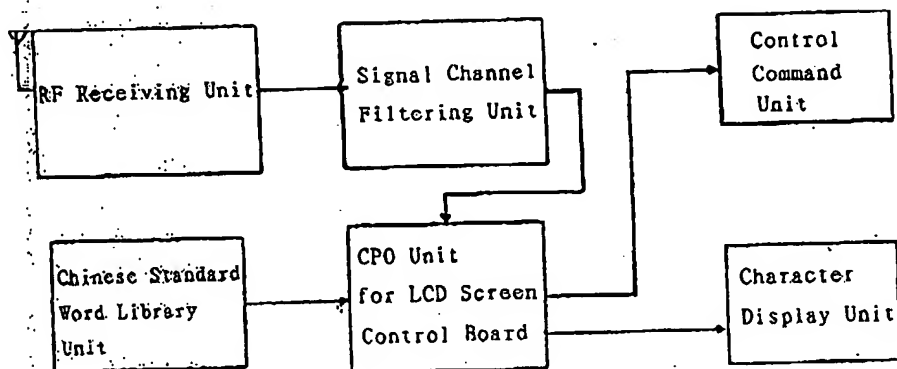 RF Receiving Unit
Signal Channel
Filtering Unit
Control
Command
Unit
Chinese Standard
Word Library
Unit
CPO Unit
for LCD Screen
Control Board
Character
Display Unit